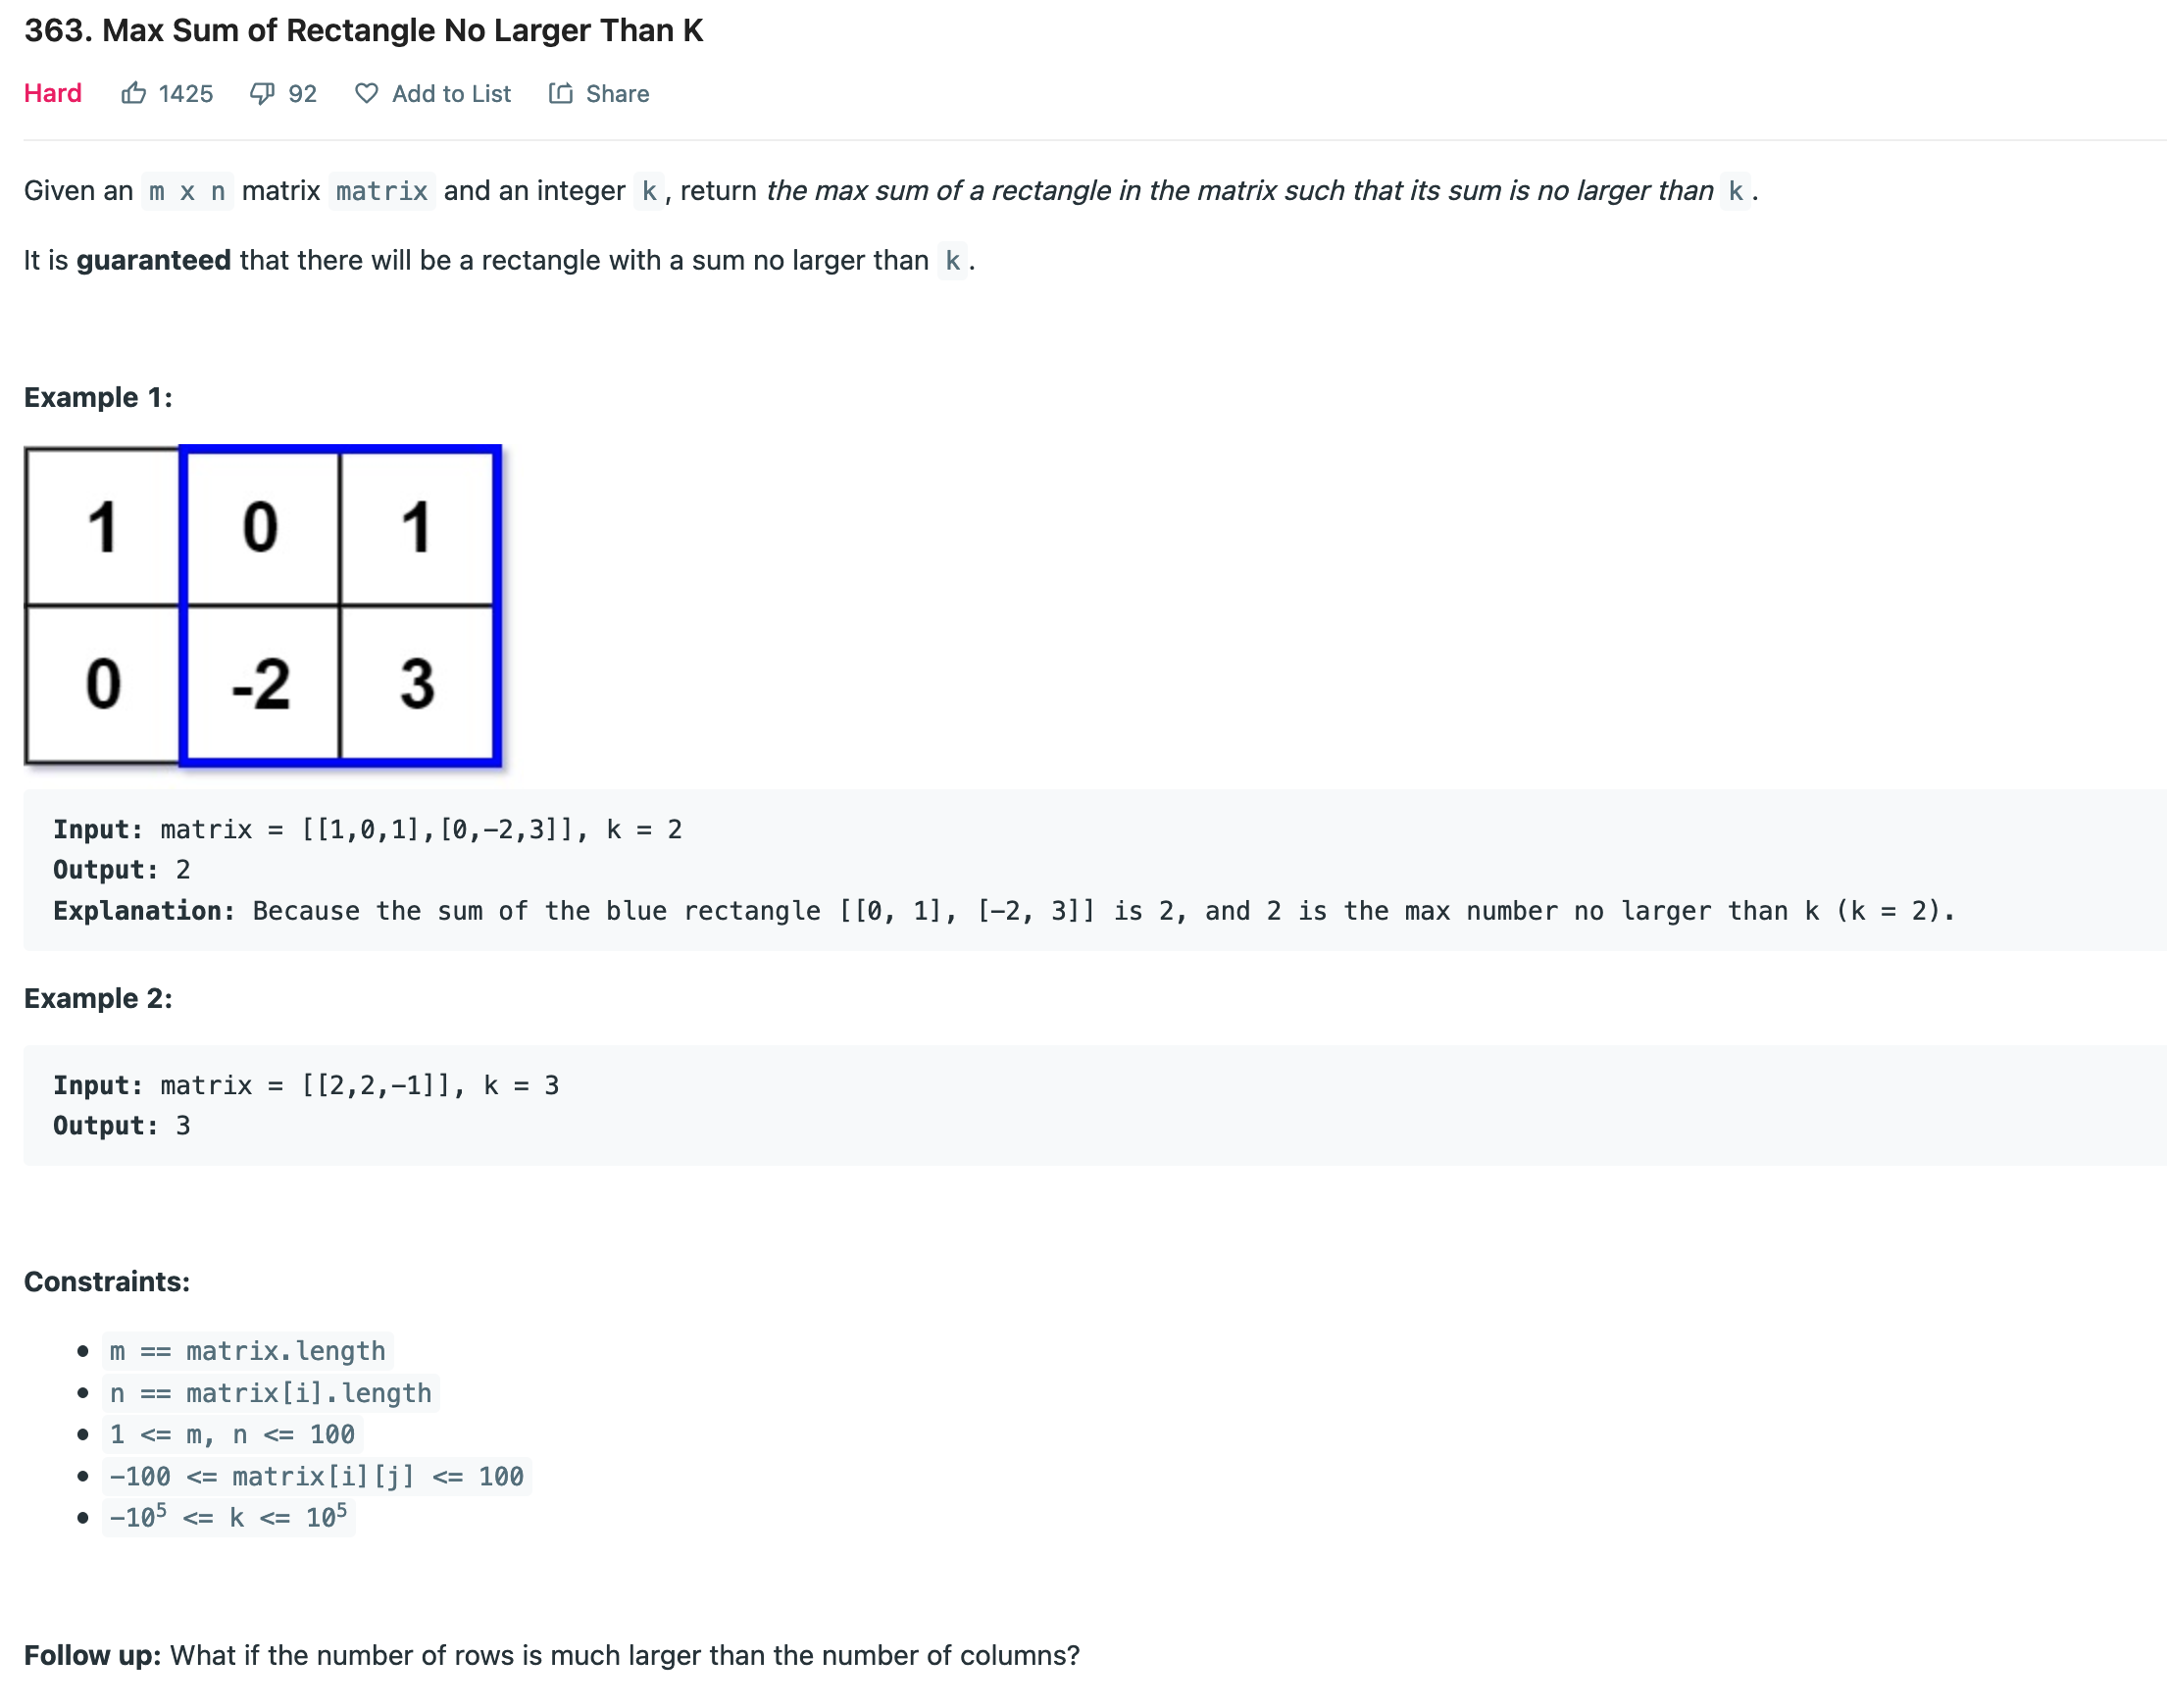 363. Max Sum of Rectangle No Larger Than K
Hard 1425 92 Add to List Share
Given an m x n matrix matrix and an integer k, return the max sum of a rectangle in the matrix such that its sum is no larger than k.
It is guaranteed that there will be a rectangle with a sum no larger than k.
Example 1:
1 0 1
0 -2 3
Input: matrix = [[1,0,1],[0,-2,3]], k = 2
Output: 2
Explanation: Because the sum of the blue rectangle [[0, 1], [-2, 3]] is 2, and 2 is the max number no larger than k (k = 2).
Example 2:
Input: matrix = [[2,2,-1]], k = 3
Output: 3
Constraints:
• m == matrix.length
• n == matrix[i].length
• 1 <= m, n <= 100
• -100 <= matrix[i][j] <= 100
• -10⁵ <= k <= 10⁵
Follow up: What if the number of rows is much larger than the number of columns?